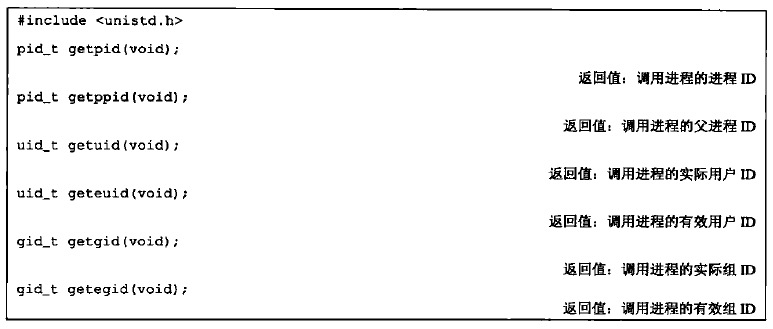 #include <unistd.h>
pid_t getpid(void);
返回值：调用进程的进程 ID
pid_t getppid(void);
返回值：调用进程的父进程 ID
uid_t getuid(void);
返回值：调用进程的实际用户 ID
uid_t geteuid(void);
返回值：调用进程的有效用户 ID
gid_t getgid(void);
返回值：调用进程的实际组 ID
gid_t getegid(void);
返回值：调用进程的有效组 ID